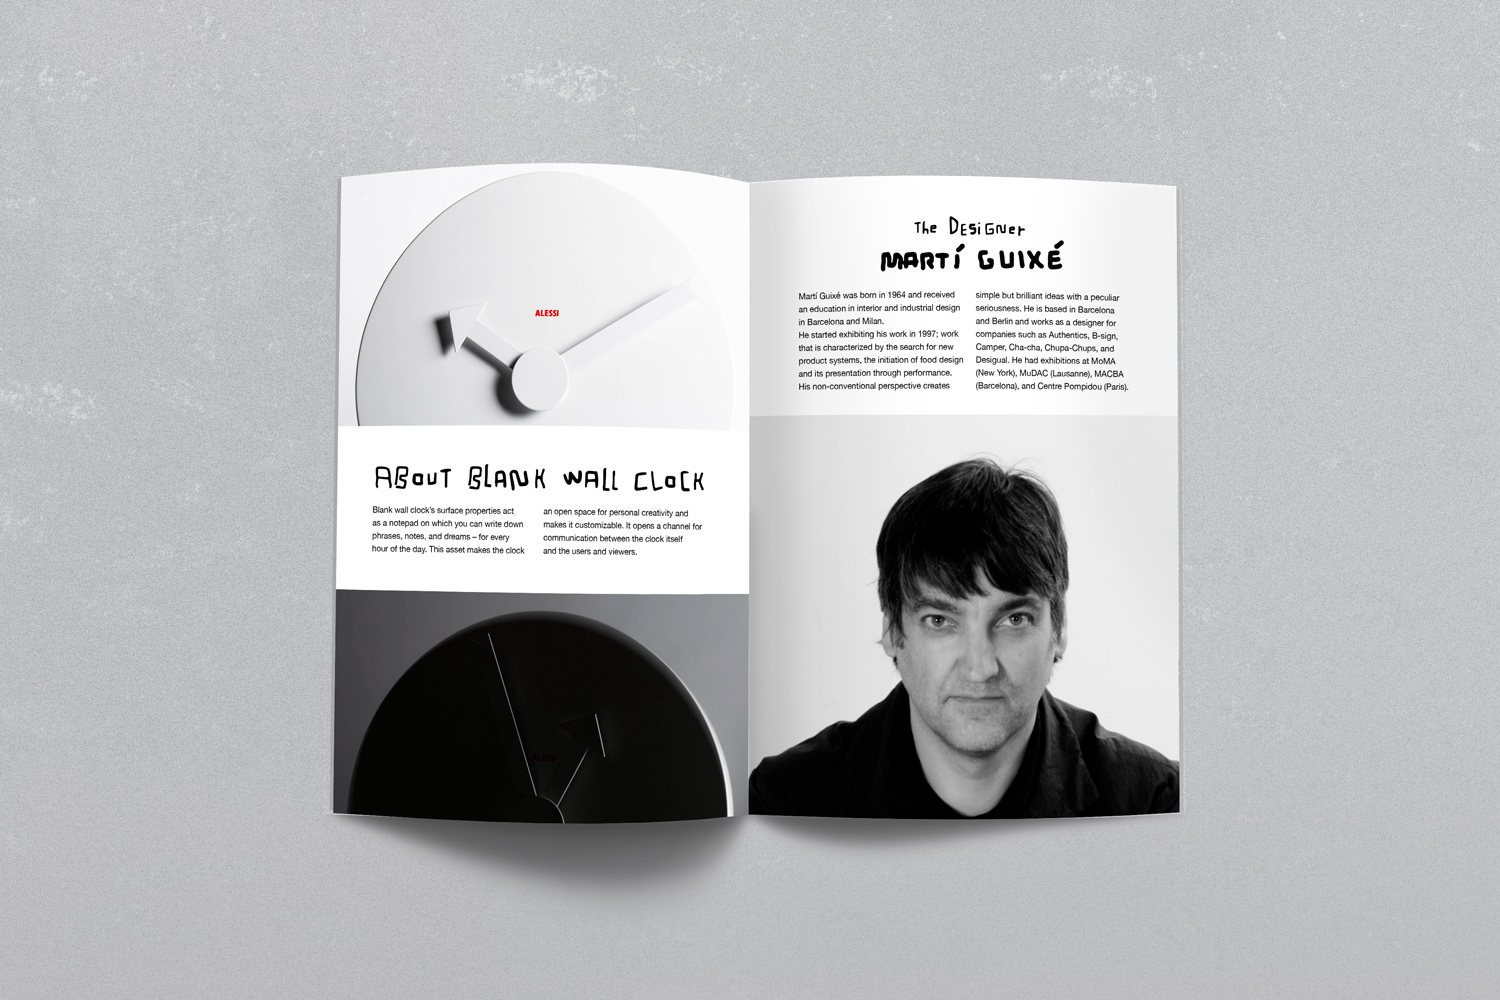 ALESSI
ABOUT BLANK WALL CLOCK
Blank wall clock's surface properties act
as a notepad on which you can write down
phrases, notes, and dreams – for every
hour of the day. This asset makes the clock
an open space for personal creativity and
makes it customizable. It opens a channel for
communication between the clock itself
and the users and viewers.
ALESSI
The DESiGNer
MARTÍ GUIXÉ
Martí Guixé was born in 1964 and received
an education in interior and industrial design
in Barcelona and Milan.
He started exhibiting his work in 1997; work
that is characterized by the search for new
product systems, the initiation of food design
and its presentation through performance.
His non-conventional perspective creates
simple but brilliant ideas with a peculiar
seriousness. He is based in Barcelona
and Berlin and works as a designer for
companies such as Authentics, B-sign,
Camper, Cha-cha, Chupa-Chups, and
Desigual. He had exhibitions at MoMA
(New York), MuDAC (Lausanne), MACBA
(Barcelona), and Centre Pompidou (Paris).